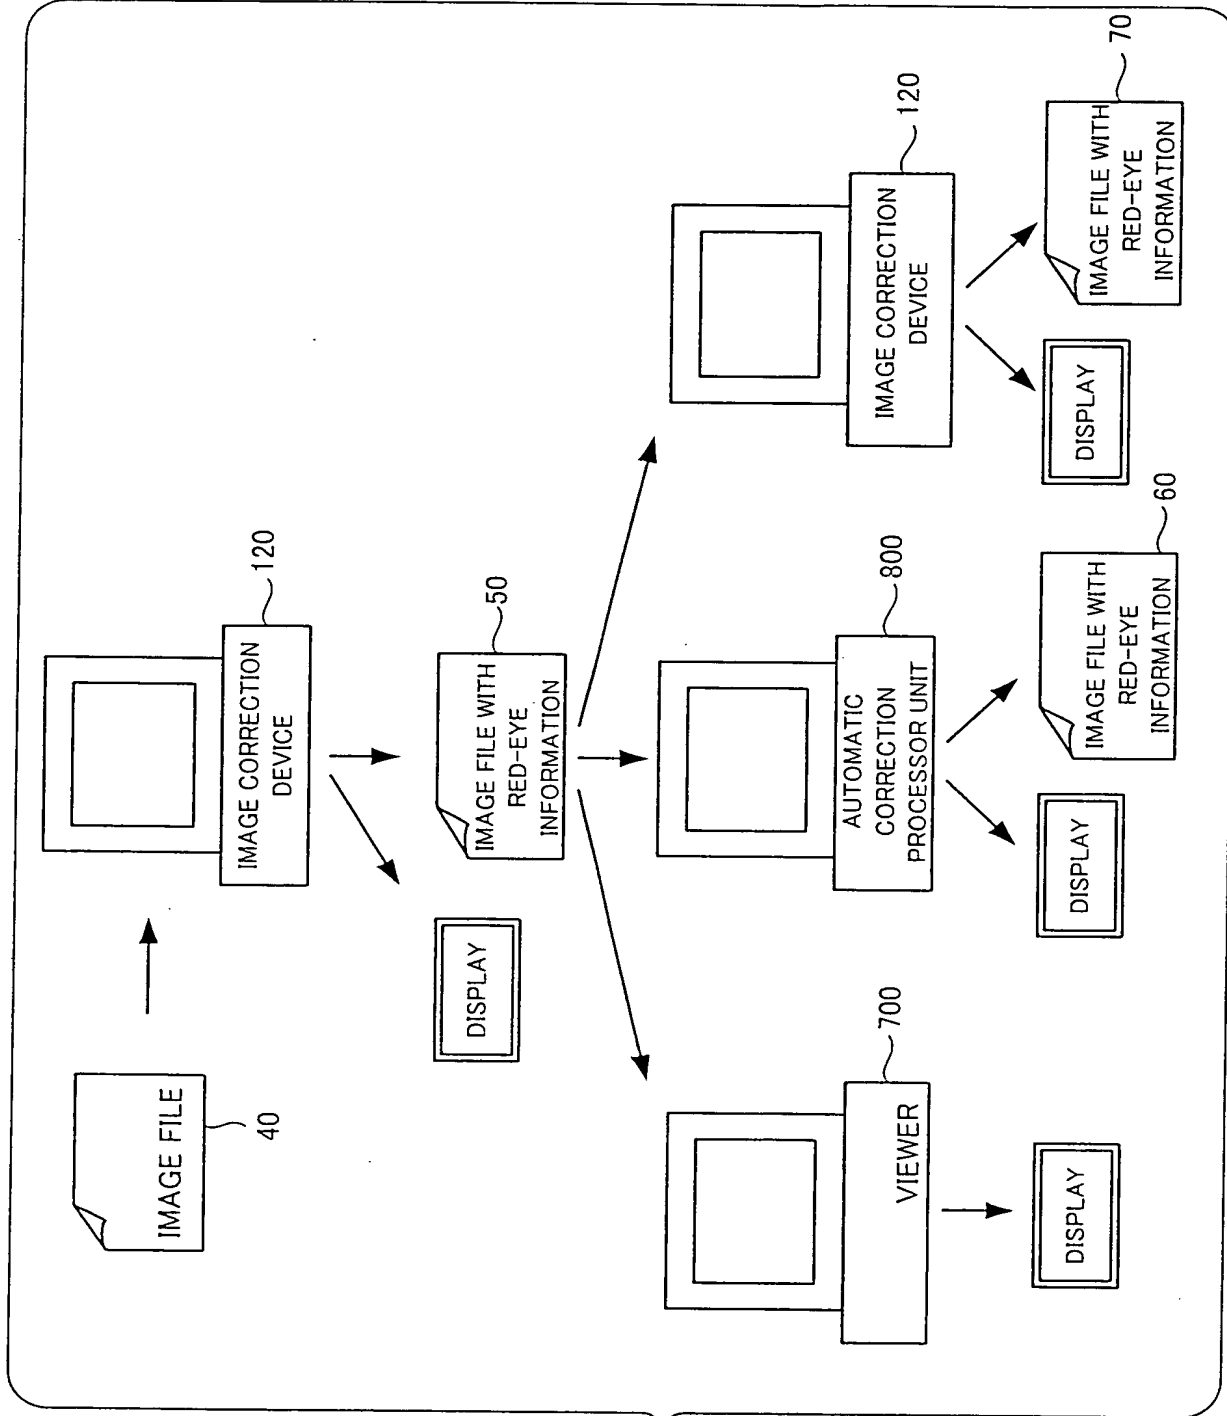 IMAGE FILE
40
IMAGE CORRECTION
DEVICE
120
DISPLAY
IMAGE FILE WITH
RED-EYE
INFORMATION
50
VIEWER
700
AUTOMATIC
CORRECTION
PROCESSOR UNIT
800
IMAGE CORRECTION
DEVICE
120
DISPLAY
DISPLAY
IMAGE FILE WITH
RED-EYE
INFORMATION
60
DISPLAY
IMAGE FILE WITH
RED-EYE
INFORMATION
70